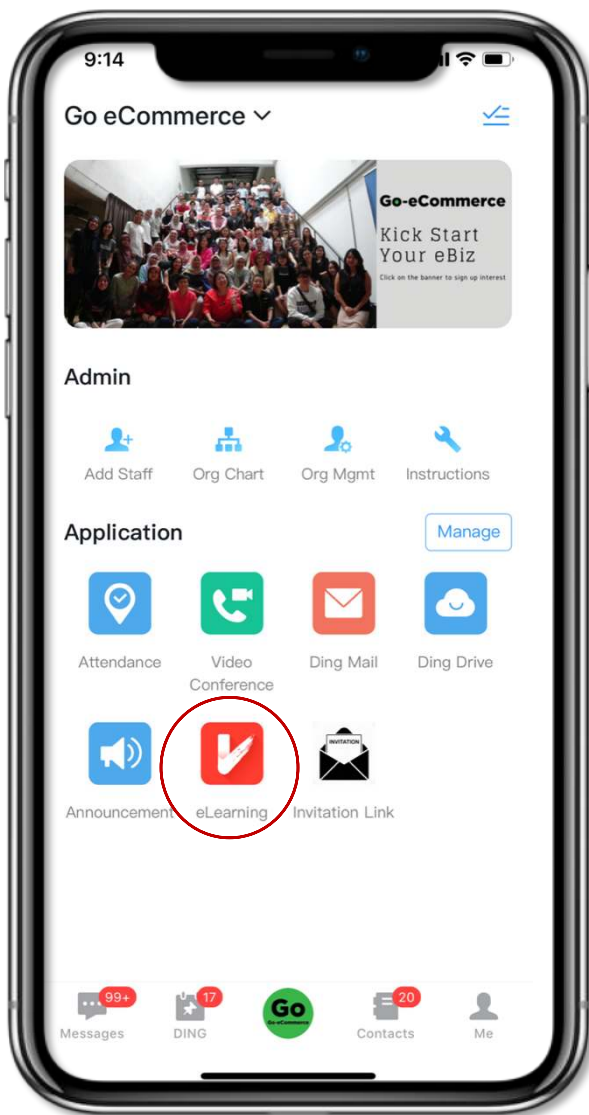 9:14
Go eCommerce
Go-eCommerce
Kick Start
Your eBiz
Click on the banner to sign up interest
Admin
Add Staff
Org Chart
Org Mgmt
Instructions
Application
Manage
Attendance
Video
Conference
Ding Mail
Ding Drive
INVITATION
Announcement
eLearning
Invitation Link
99+
17
Go
Go-eCommerce
20
Messages
DING
Contacts
Me